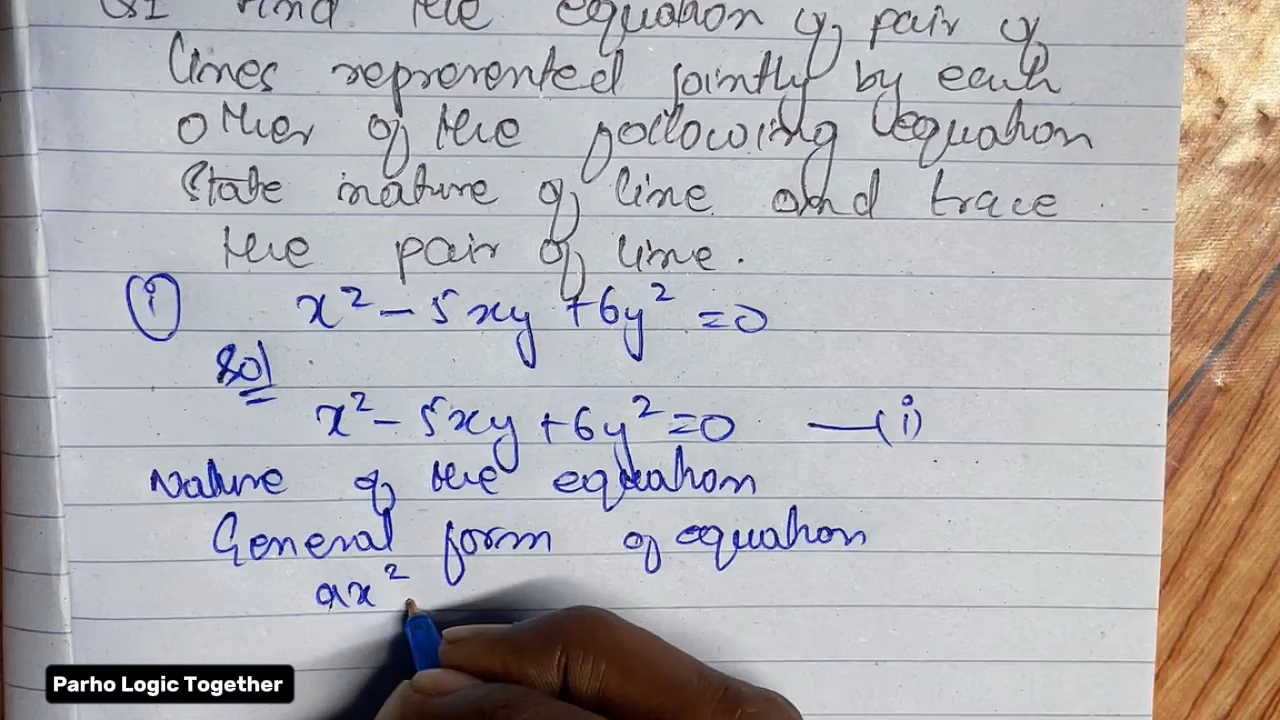 Q1 Find the equation of pair of
lines represented jointly by each
other of the following equation
State nature of line and trace
the pair of line.
(i) x² - 5xy + 6y² = 0
Sol
x² - 5xy + 6y² = 0 —(i)
Nature of the equation
General form of equation
ax²
Parho Logic Together